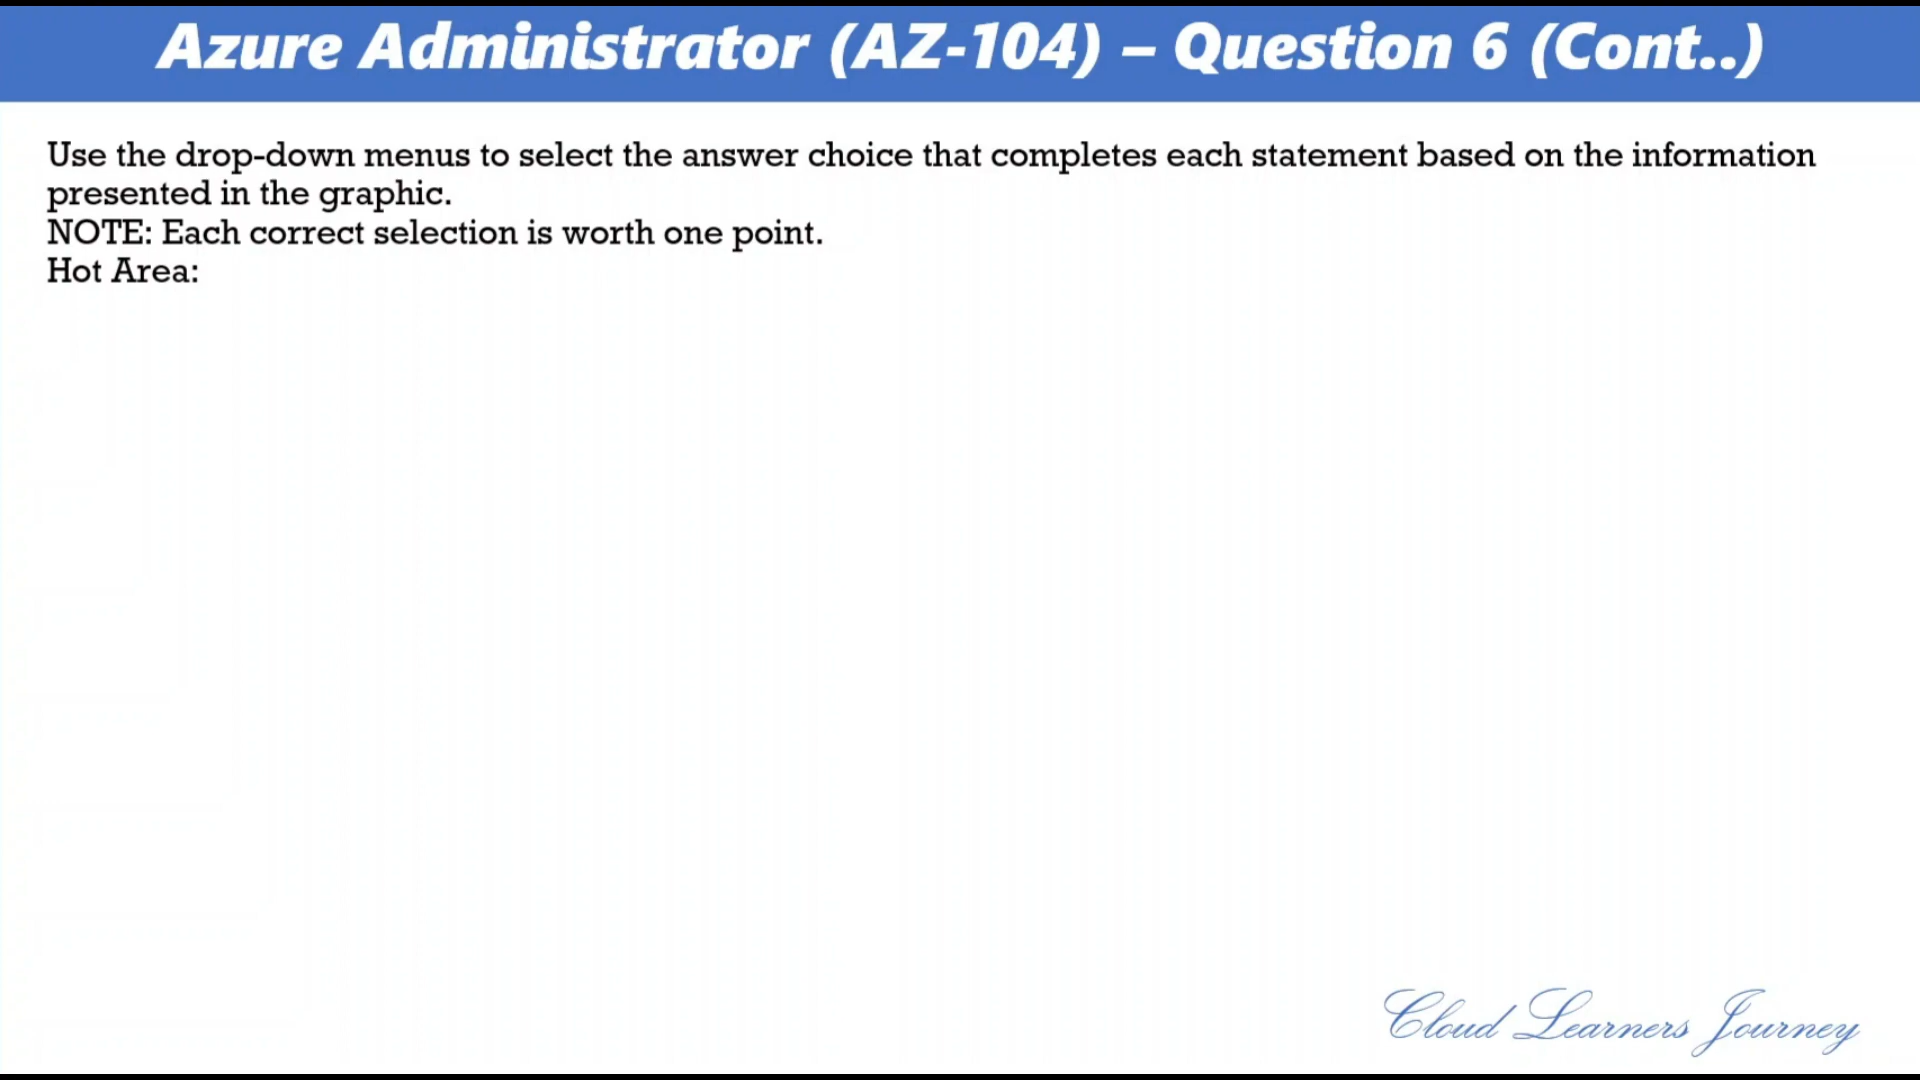 Azure Administrator (AZ-104) – Question 6 (Cont..)
Use the drop-down menus to select the answer choice that completes each statement based on the information
presented in the graphic.
NOTE: Each correct selection is worth one point.
Hot Area:
Cloud Learners Journey